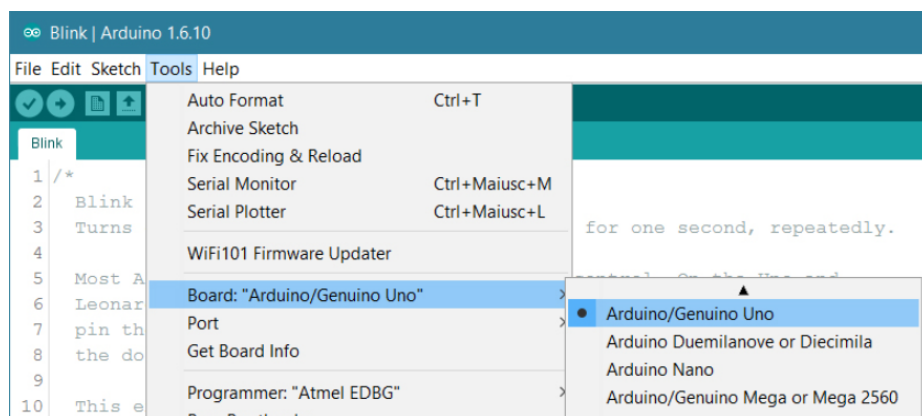 Blink | Arduino 1.6.10
File Edit Sketch Tools Help
Blink
Auto Format Ctrl+T
Archive Sketch
Fix Encoding & Reload
Serial Monitor Ctrl+Maiusc+M
Serial Plotter Ctrl+Maiusc+L
WiFi101 Firmware Updater
Board: "Arduino/Genuino Uno"
Port
Get Board Info
Programmer: "Atmel EDBG"
Arduino/Genuino Uno
Arduino Duemilanove or Diecimila
Arduino Nano
Arduino/Genuino Mega or Mega 2560
1 /*
2 Blink
3 Turns for one second, repeatedly.
4
5 Most A
6 Leonar
7 pin th
8 the do
9
10 This e